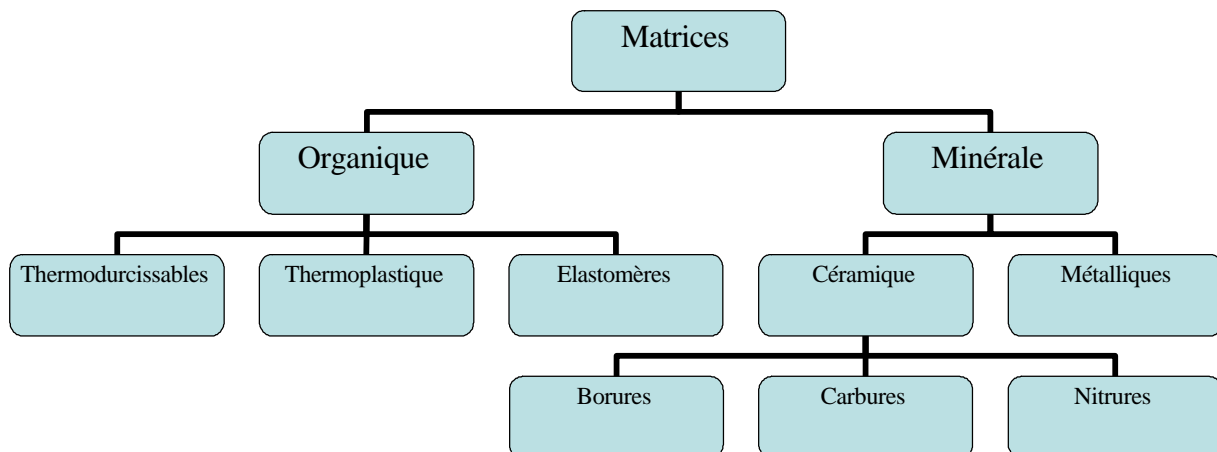 Matrices
Organique
Minérale
Thermodurcissables
Thermoplastique
Elastomères
Céramique
Métalliques
Borures
Carbures
Nitrures